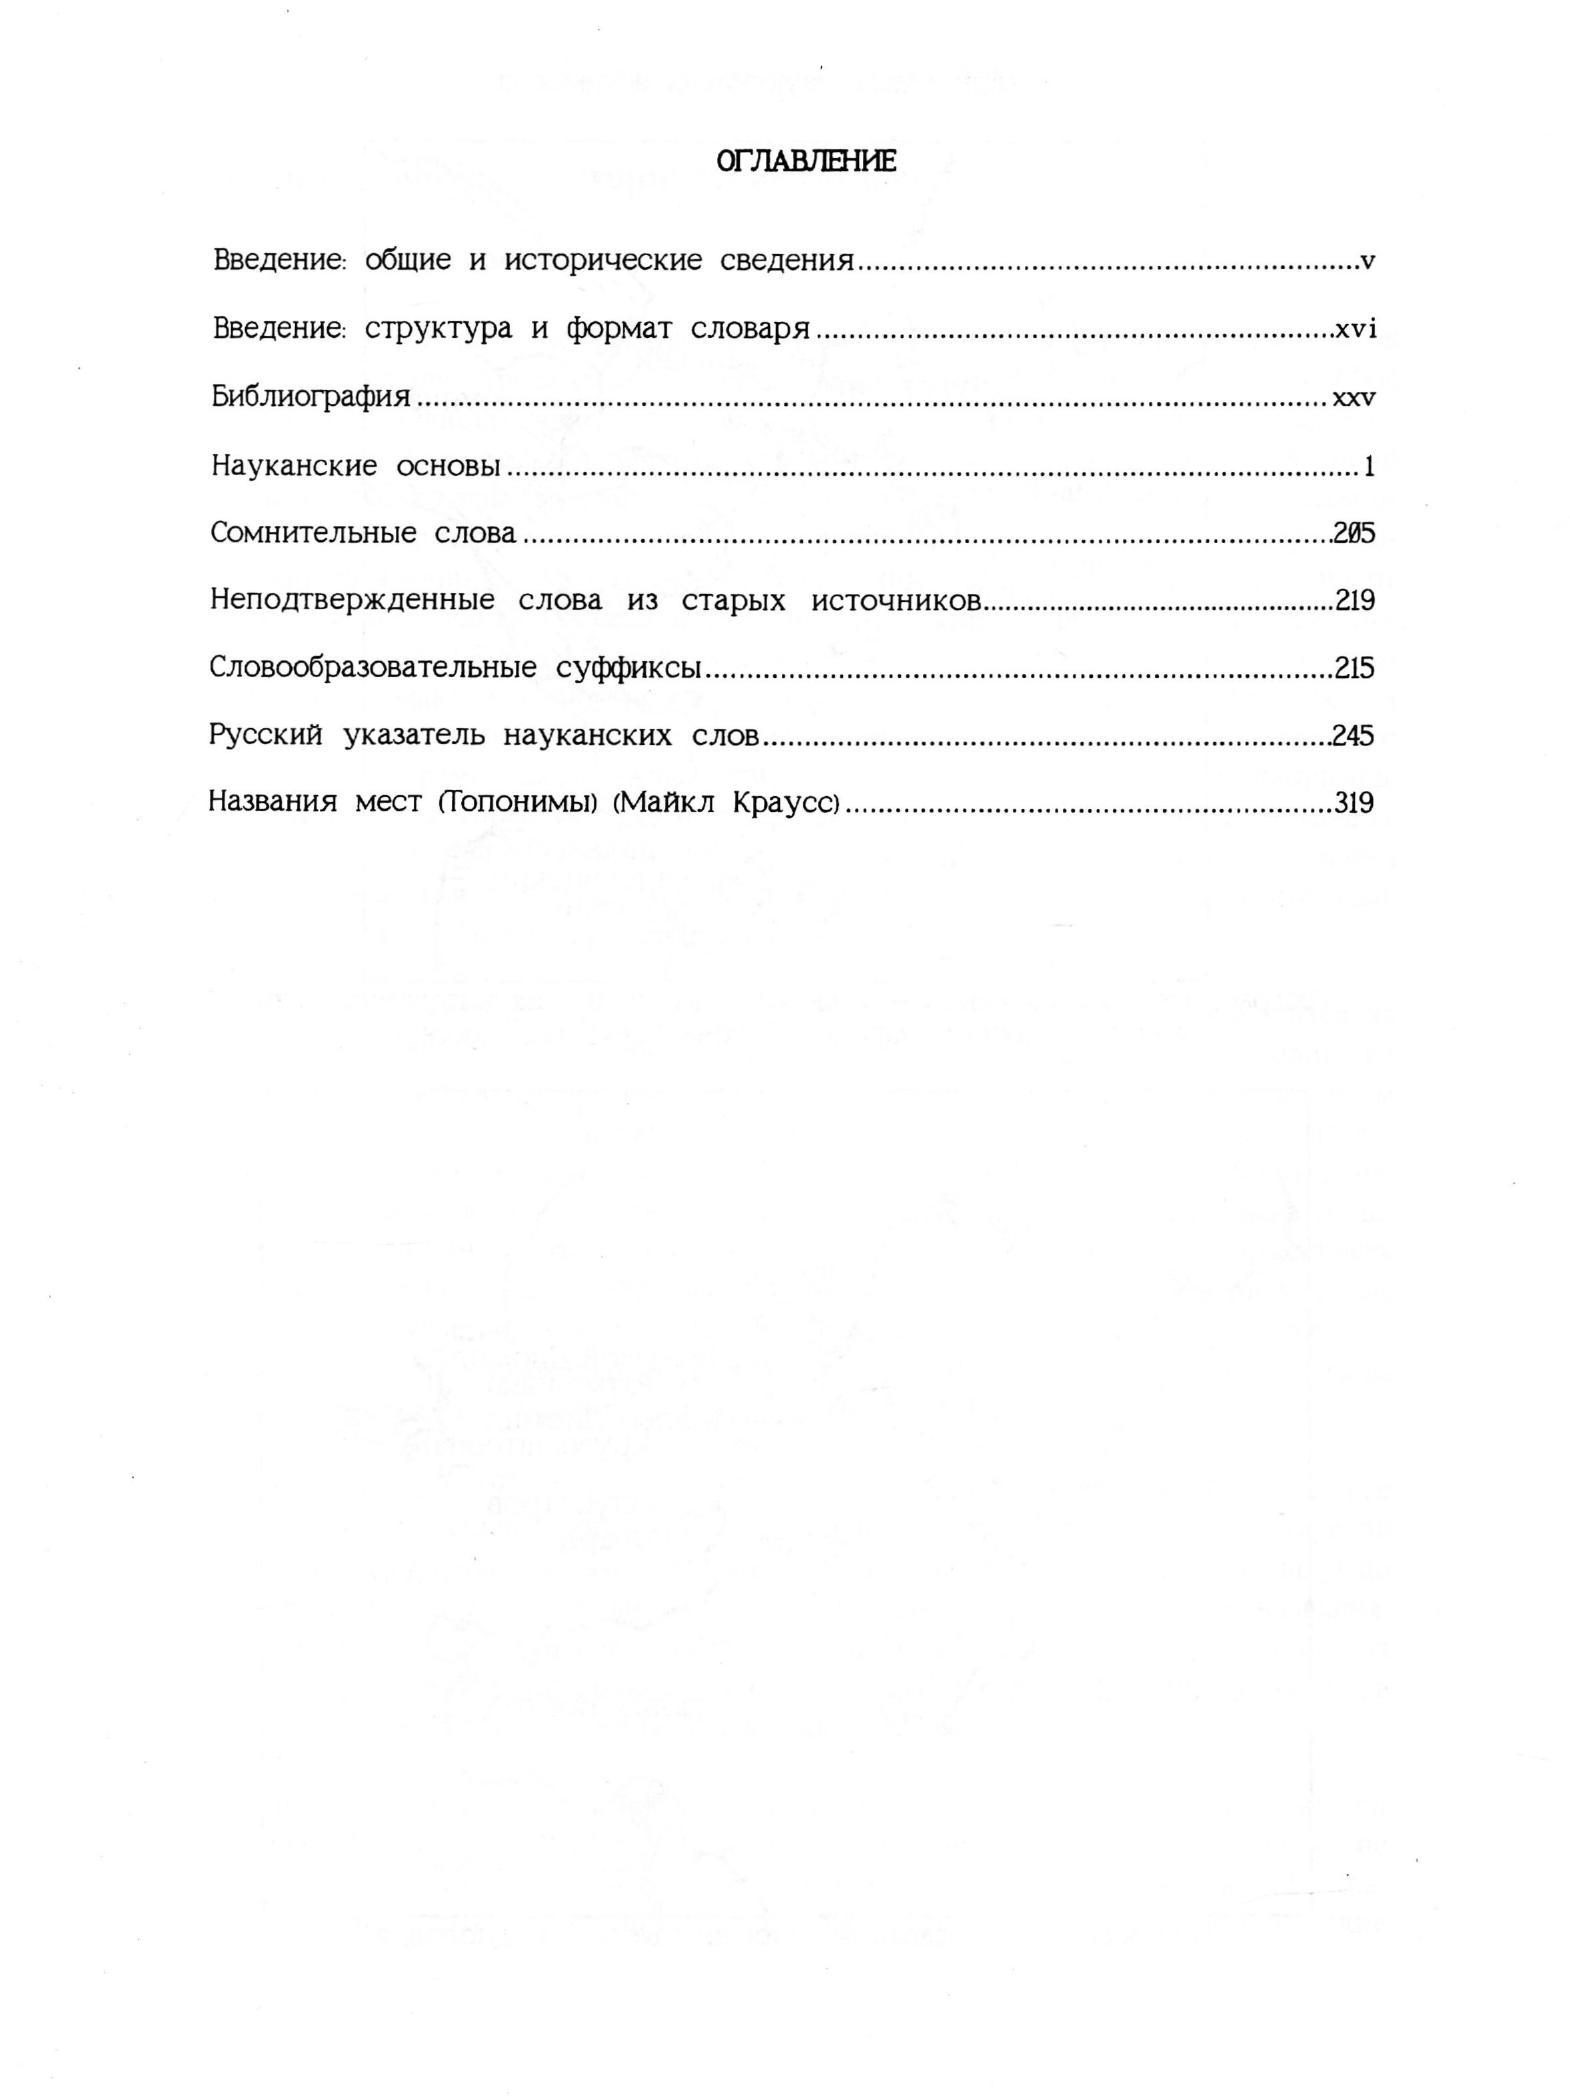 ОГЛАВЛЕНИЕ
Введение: общие и исторические сведения..............................................................v
Введение: структура и формат словаря................................................................xvi
Библиография................................................................................................................xxv
Науканские основы.........................................................................................................1
Сомнительные слова....................................................................................................205
Неподтвержденные слова из старых источников...........................................219
Словообразовательные суффиксы.............................................................................215
Русский указатель науканских слов......................................................................245
Названия мест (Топонимы) (Майкл Краусс)............................................................319